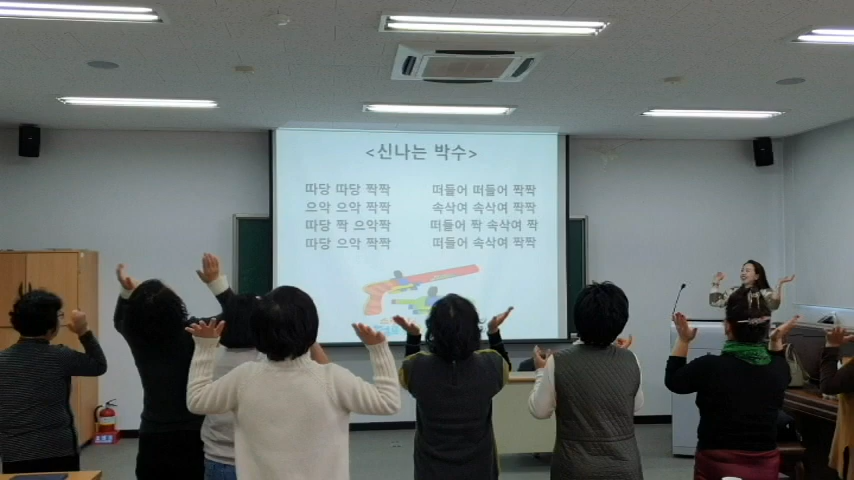 <신나는 박수>
따당 따당 짝짝
으악 으악 짝짝
따당 짝 으악짝
따당 으악 짝짝
떠들어 떠들어 짝짝
속삭여 속삭여 짝짝
떠들어 짝 속삭여 짝
떠들어 속삭여 짝짝